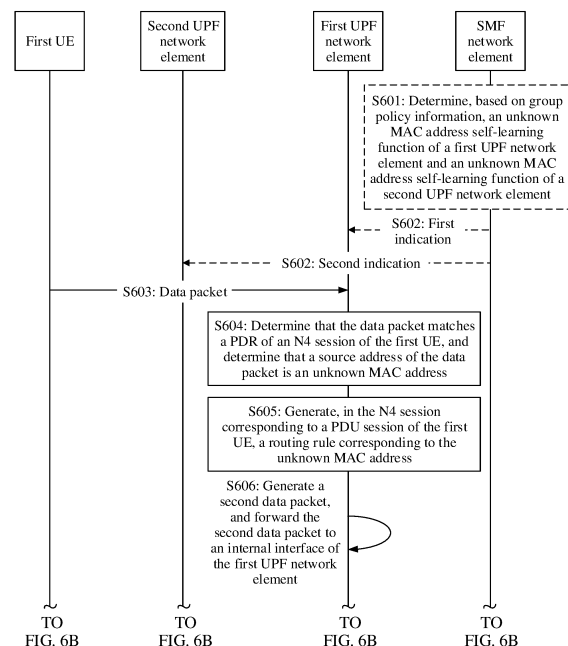 First UE
Second UPF
network
element
First UPF
network
element
SMF
network
element
S601: Determine, based on group
policy information, an unknown
MAC address self-learning
function of a first UPF network
element and an unknown MAC
address self-learning function of a
second UPF network element
S602: First
indication
S602: Second indication
S603: Data packet
S604: Determine that the data packet matches
a PDR of an N4 session of the first UE, and
determine that a source address of the data
packet is an unknown MAC address
S605: Generate, in the N4 session
corresponding to a PDU session of the first
UE, a routing rule corresponding to the
unknown MAC address
S606: Generate a
second data packet,
and forward the
second data packet to
an internal interface of
the first UPF network
element
TO
FIG. 6B
TO
FIG. 6B
TO
FIG. 6B
TO
FIG. 6B